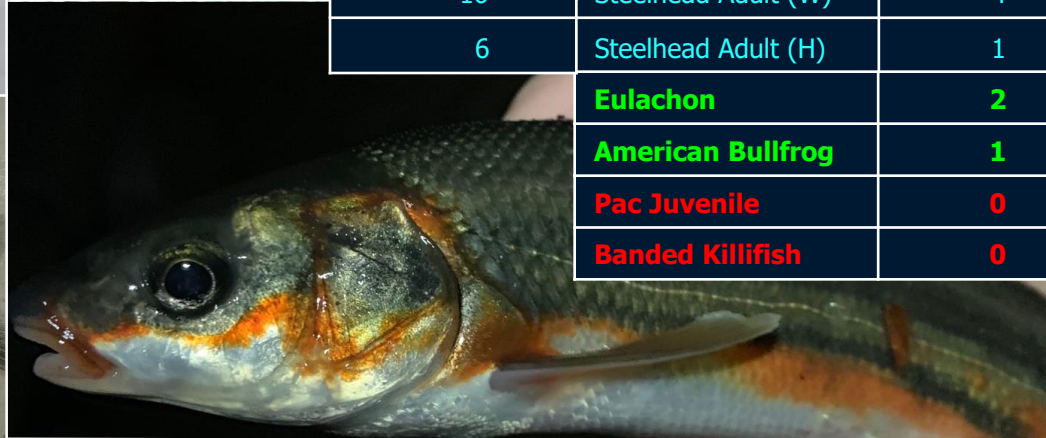 6 Steelhead Adult (H) 1
Eulachon 2
American Bullfrog 1
Pac Juvenile 0
Banded Killifish 0